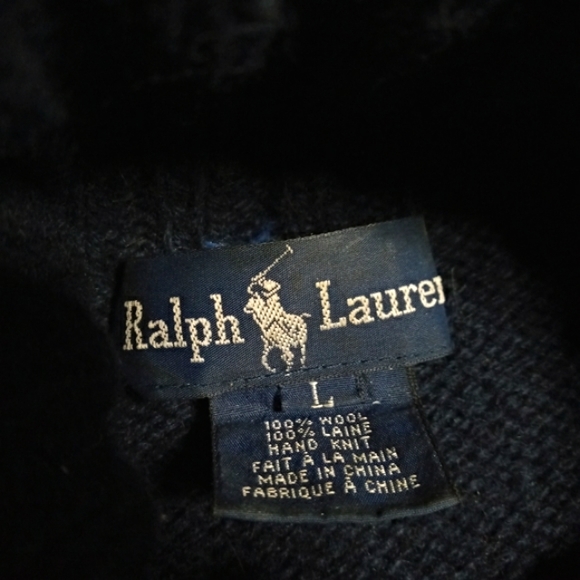 Ralph Lauren
L
100% WOOL
100% LAINE
HAND KNIT
FAIT À LA MAIN
MADE IN CHINA
FABRIQUE À CHINE